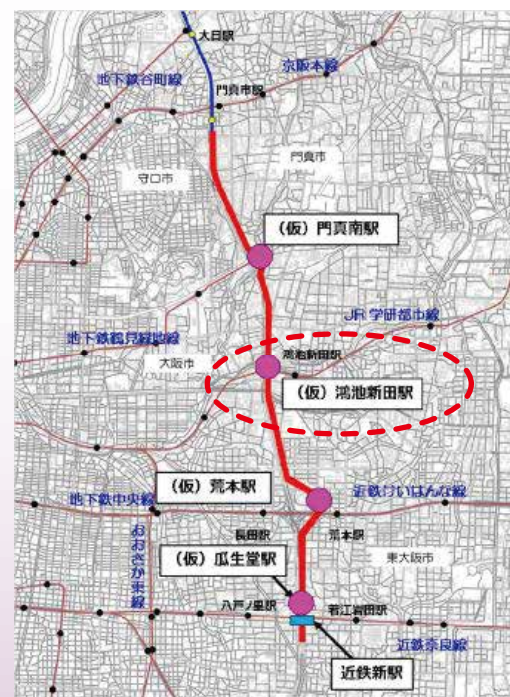 大日駅
地下鉄谷町線
京阪本線
門真市駅
門真市
守口市
（仮）門真南駅
JR学研都市線
地下鉄鶴見緑地線
鴻池新田駅
大阪市
（仮）鴻池新田駅
（仮）荒本駅
近鉄けいはんな線
地下鉄中央線
長田駅
荒本駅
おおさか東線
東大阪市
（仮）瓜生堂駅
八戸ノ里駅
若江岩田駅
近鉄奈良線
近鉄新駅